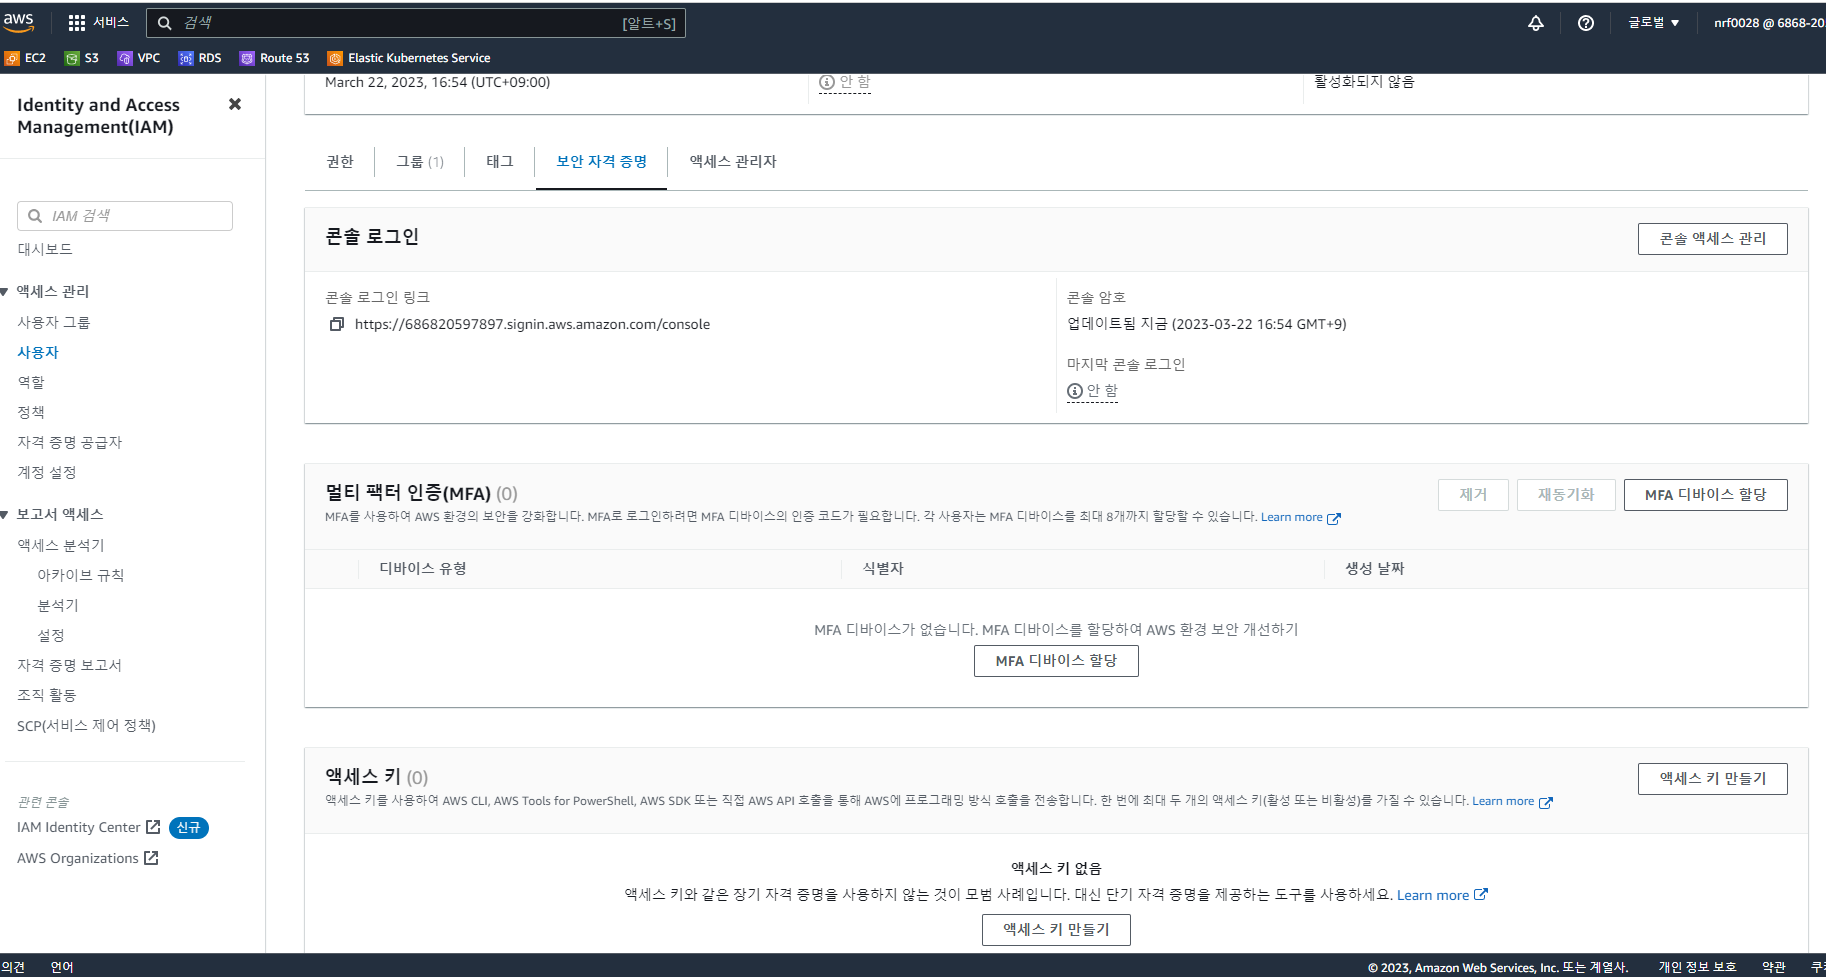 aws
서비스
검색
[알트+S]
글로벌 ▼
nrf0028 @ 6868-20
EC2
S3
VPC
RDS
Route 53
Elastic Kubernetes Service
Identity and Access
Management(IAM)
IAM 검색
대시보드
액세스 관리
사용자 그룹
사용자
역할
정책
자격 증명 공급자
계정 설정
보고서 액세스
액세스 분석기
아카이브 규칙
분석기
설정
자격 증명 보고서
조직 활동
SCP(서비스 제어 정책)
관련 콘솔
IAM Identity Center 신규
AWS Organizations
March 22, 2023, 16:54 (UTC+09:00)
안 함
활성화되지 않음
권한
그룹 (1)
태그
보안 자격 증명
액세스 관리자
콘솔 로그인
콘솔 액세스 관리
콘솔 로그인 링크
https://686820597897.signin.aws.amazon.com/console
콘솔 암호
업데이트됨 지금 (2023-03-22 16:54 GMT+9)
마지막 콘솔 로그인
안 함
멀티 팩터 인증(MFA) (0)
MFA를 사용하여 AWS 환경의 보안을 강화합니다. MFA로 로그인하려면 MFA 디바이스의 인증 코드가 필요합니다. 각 사용자는 MFA 디바이스를 최대 8개까지 할당할 수 있습니다. Learn more
제거
재동기화
MFA 디바이스 할당
디바이스 유형
식별자
생성 날짜
MFA 디바이스가 없습니다. MFA 디바이스를 할당하여 AWS 환경 보안 개선하기
MFA 디바이스 할당
액세스 키 (0)
액세스 키를 사용하여 AWS CLI, AWS Tools for PowerShell, AWS SDK 또는 직접 AWS API 호출을 통해 AWS에 프로그래밍 방식 호출을 전송합니다. 한 번에 최대 두 개의 액세스 키(활성 또는 비활성)를 가질 수 있습니다. Learn more
액세스 키 만들기
액세스 키 없음
액세스 키와 같은 장기 자격 증명을 사용하지 않는 것이 모범 사례입니다. 대신 단기 자격 증명을 제공하는 도구를 사용하세요. Learn more
액세스 키 만들기
의견
언어
© 2023, Amazon Web Services, Inc. 또는 계열사.
개인 정보 보호
약관
쿠